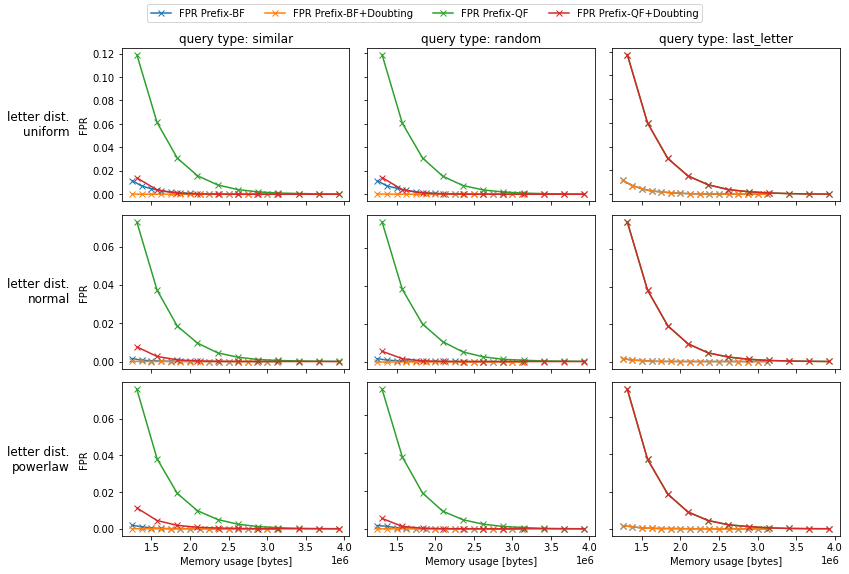 FPR Prefix-BF FPR Prefix-BF+Doubting FPR Prefix-QF FPR Prefix-QF+Doubting
query type: similar query type: random query type: last_letter
0.12
0.10
0.08
0.06
0.04
0.02
0.00
FPR
letter dist.
uniform
0.06
0.04
0.02
0.00
FPR
letter dist.
normal
0.06
0.04
0.02
0.00
FPR
letter dist.
powerlaw
1.5 2.0 2.5 3.0 3.5 4.0 1.5 2.0 2.5 3.0 3.5 4.0 1.5 2.0 2.5 3.0 3.5 4.0
Memory usage [bytes] 1e6 Memory usage [bytes] 1e6 Memory usage [bytes] 1e6